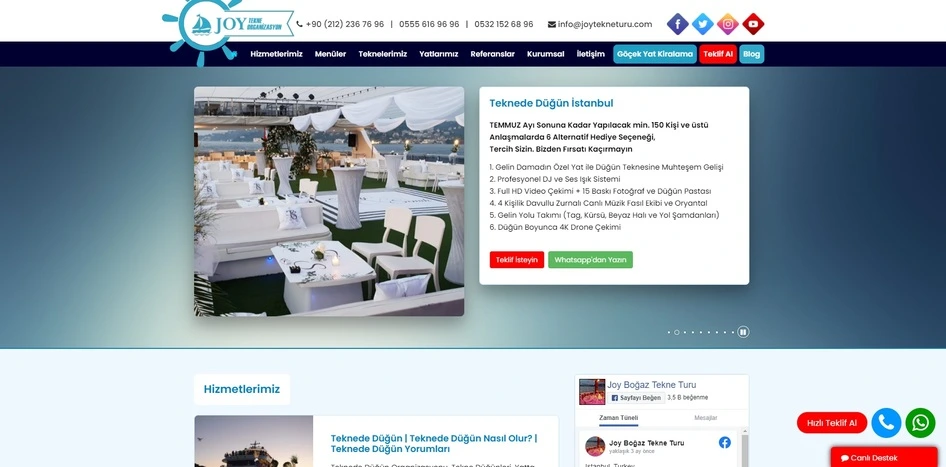 JOY TEKNE ORGANİZASYON
+90 (212) 236 76 96 | 0555 616 96 96 | 0532 152 68 96 info@joytekneturu.com
Hizmetlerimiz Menüler Teknelerimiz Yatlarımız Referanslar Kurumsal İletişim Göçek Yat Kiralama Teklif Al Blog
Teknede Düğün İstanbul
TEMMUZ Ayı Sonuna Kadar Yapılacak min. 150 Kişi ve üstü
Anlaşmalarda 6 Alternatif Hediye Seçeneği,
Tercih Sizin. Bizden Fırsatı Kaçırmayın
1. Gelin Damadın Özel Yat ile Düğün Teknesine Muhteşem Gelişi
2. Profesyonel DJ ve Ses Işık Sistemi
3. Full HD Video Çekimi + 15 Baskı Fotoğraf ve Düğün Pastası
4. 4 Kişilik Davullu Zurnalı Canlı Müzik Fasıl Ekibi ve Oryantal
5. Gelin Yolu Takımı (Tag, Kürsü, Beyaz Halı ve Yol Şamdanları)
6. Düğün Boyunca 4K Drone Çekimi
Teklif İsteyin Whatsapp'dan Yazın
Hizmetlerimiz
Teknede Düğün | Teknede Düğün Nasıl Olur? |
Teknede Düğün Yorumları
Joy Boğaz Tekne Turu
Sayfayı Beğen 3,5 B beğenme
Zaman Tüneli Mesajlar
Joy Boğaz Tekne Turu
yaklaşık 3 ay önce
Istanbul, Turkey
Hızlı Teklif Al
Canlı Destek